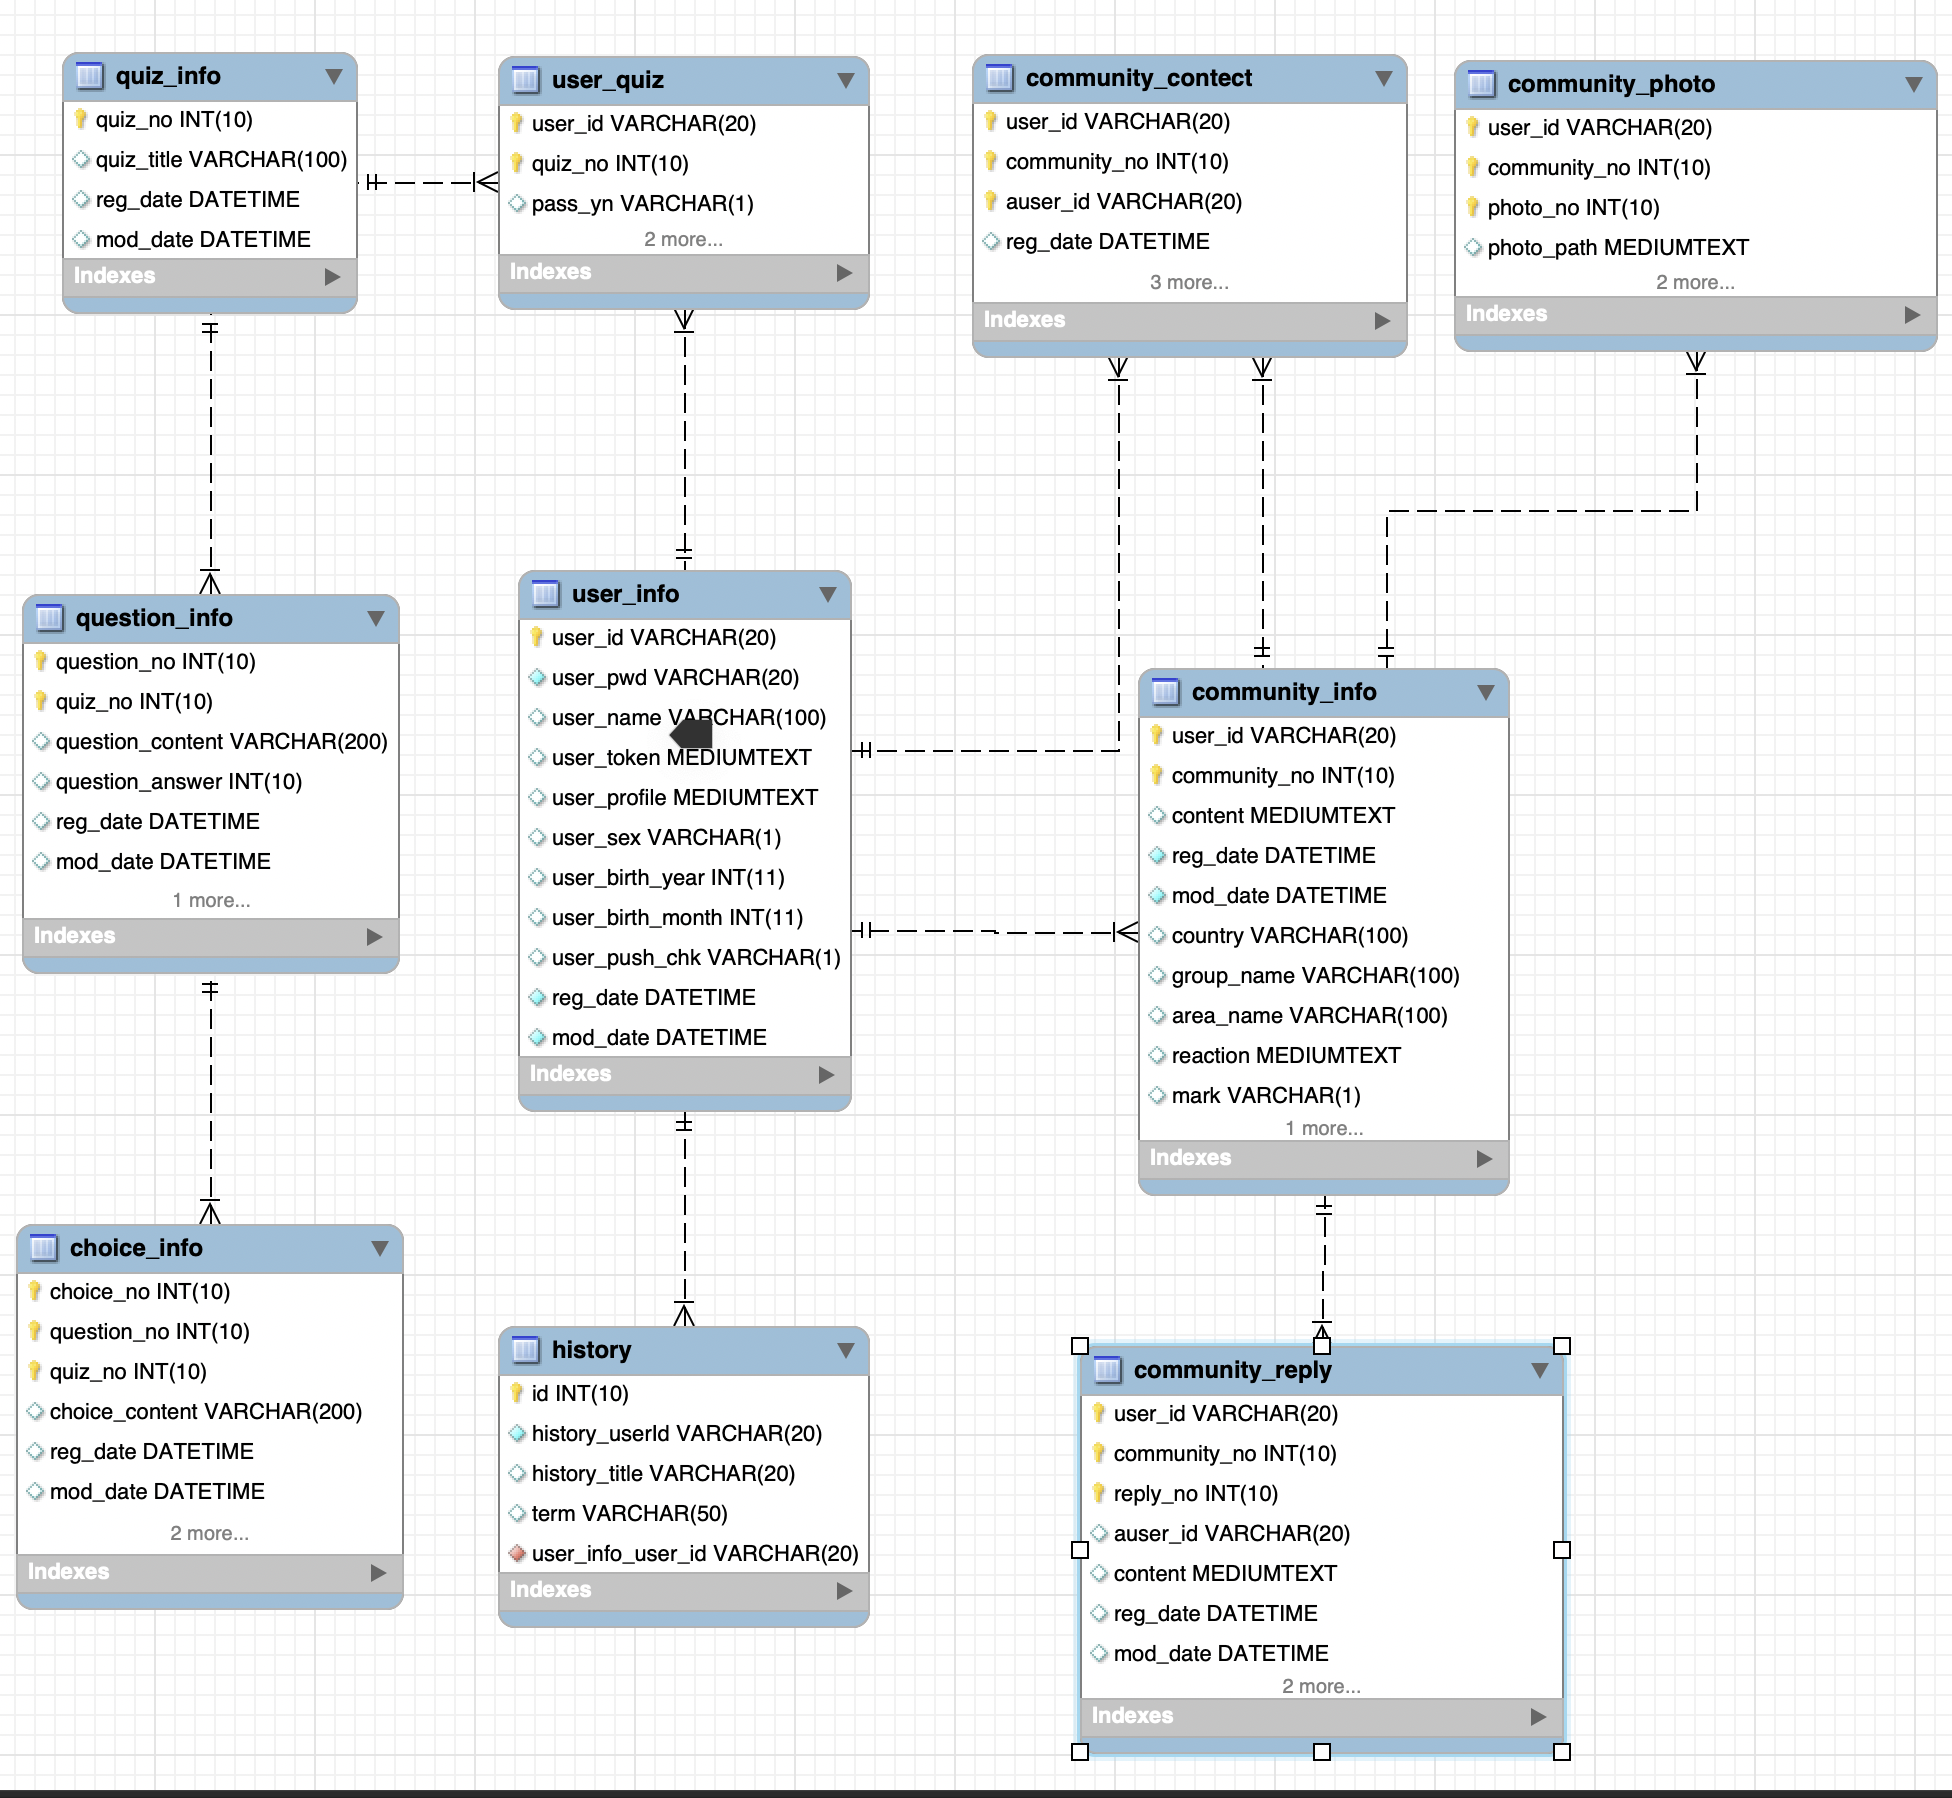 quiz_info
quiz_no INT(10)
quiz_title VARCHAR(100)
reg_date DATETIME
mod_date DATETIME
Indexes
user_quiz
user_id VARCHAR(20)
quiz_no INT(10)
pass_yn VARCHAR(1)
2 more...
Indexes
community_contect
user_id VARCHAR(20)
community_no INT(10)
auser_id VARCHAR(20)
reg_date DATETIME
3 more...
Indexes
community_photo
user_id VARCHAR(20)
community_no INT(10)
photo_no INT(10)
photo_path MEDIUMTEXT
2 more...
Indexes
question_info
question_no INT(10)
quiz_no INT(10)
question_content VARCHAR(200)
question_answer INT(10)
reg_date DATETIME
mod_date DATETIME
1 more...
Indexes
user_info
user_id VARCHAR(20)
user_pwd VARCHAR(20)
user_name VARCHAR(100)
user_token MEDIUMTEXT
user_profile MEDIUMTEXT
user_sex VARCHAR(1)
user_birth_year INT(11)
user_birth_month INT(11)
user_push_chk VARCHAR(1)
reg_date DATETIME
mod_date DATETIME
Indexes
community_info
user_id VARCHAR(20)
community_no INT(10)
content MEDIUMTEXT
reg_date DATETIME
mod_date DATETIME
country VARCHAR(100)
group_name VARCHAR(100)
area_name VARCHAR(100)
reaction MEDIUMTEXT
mark VARCHAR(1)
1 more...
Indexes
choice_info
choice_no INT(10)
question_no INT(10)
quiz_no INT(10)
choice_content VARCHAR(200)
reg_date DATETIME
mod_date DATETIME
2 more...
Indexes
history
id INT(10)
history_userId VARCHAR(20)
history_title VARCHAR(20)
term VARCHAR(50)
user_info_user_id VARCHAR(20)
Indexes
community_reply
user_id VARCHAR(20)
community_no INT(10)
reply_no INT(10)
auser_id VARCHAR(20)
content MEDIUMTEXT
reg_date DATETIME
mod_date DATETIME
2 more...
Indexes